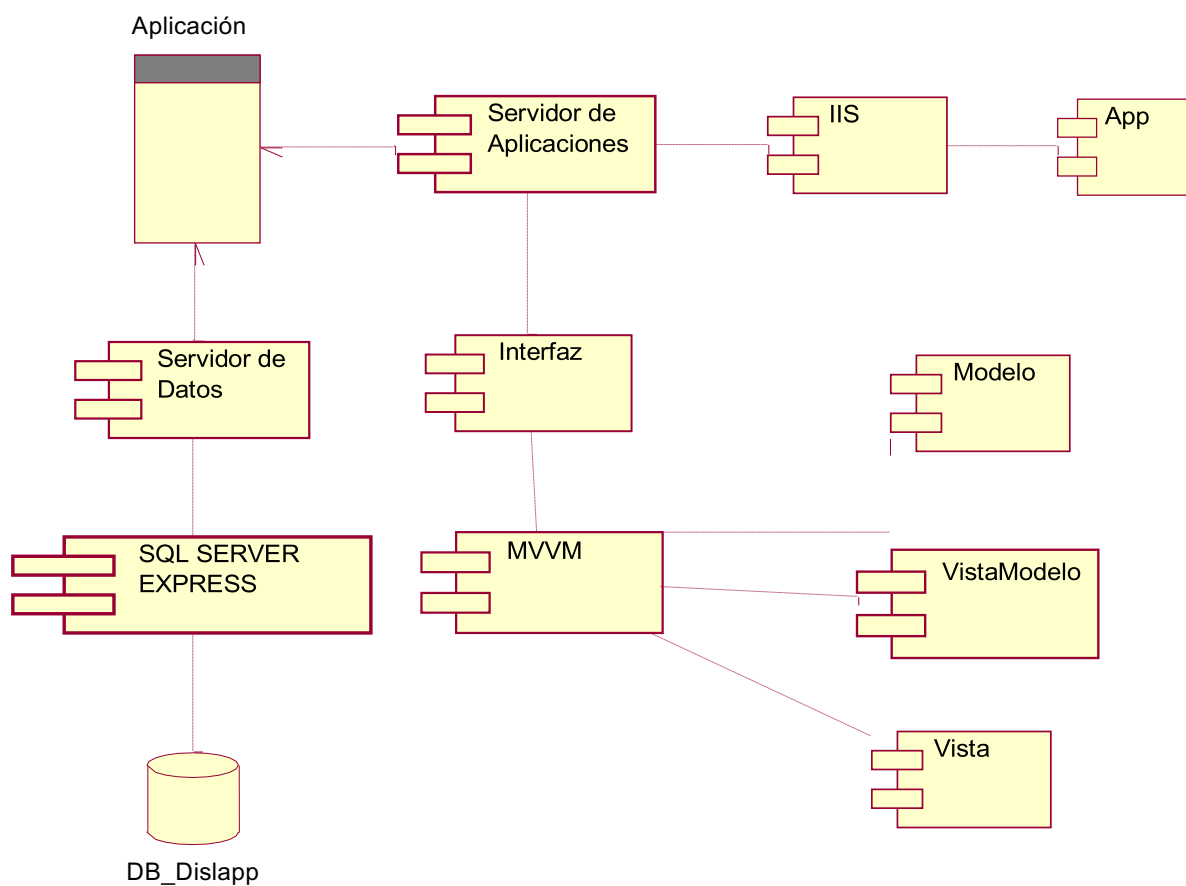 Aplicación
Servidor de
Aplicaciones
IIS
App
Servidor de
Datos
Interfaz
Modelo
SQL SERVER
EXPRESS
MVVM
VistaModelo
Vista
DB_Dislapp